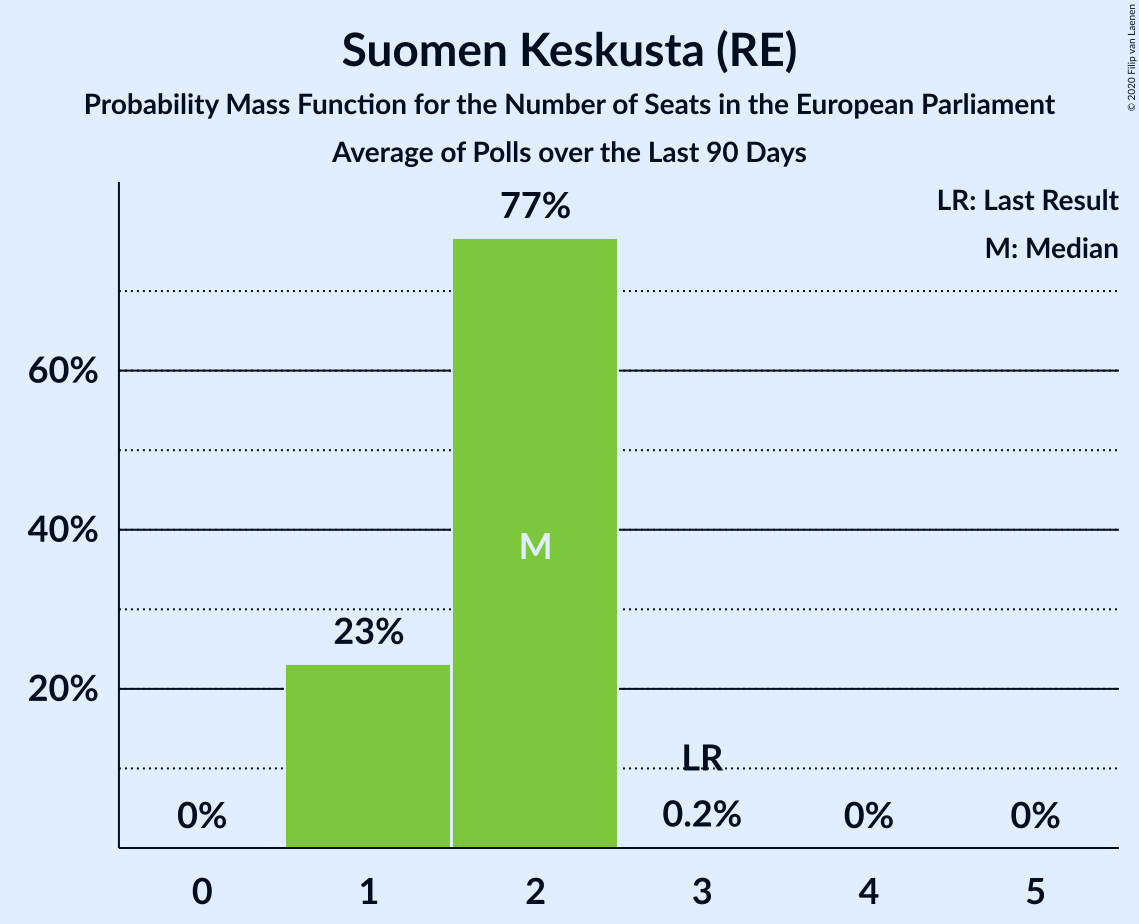 Suomen Keskusta (RE)
Probability Mass Function for the Number of Seats in the European Parliament
Average of Polls over the Last 90 Days
© 2020 Filip van Laenen
LR: Last Result
M: Median
77%
60%
M
40%
23%
20%
LR
0%
0.2%
0%
0%
0
1
2
3
4
5